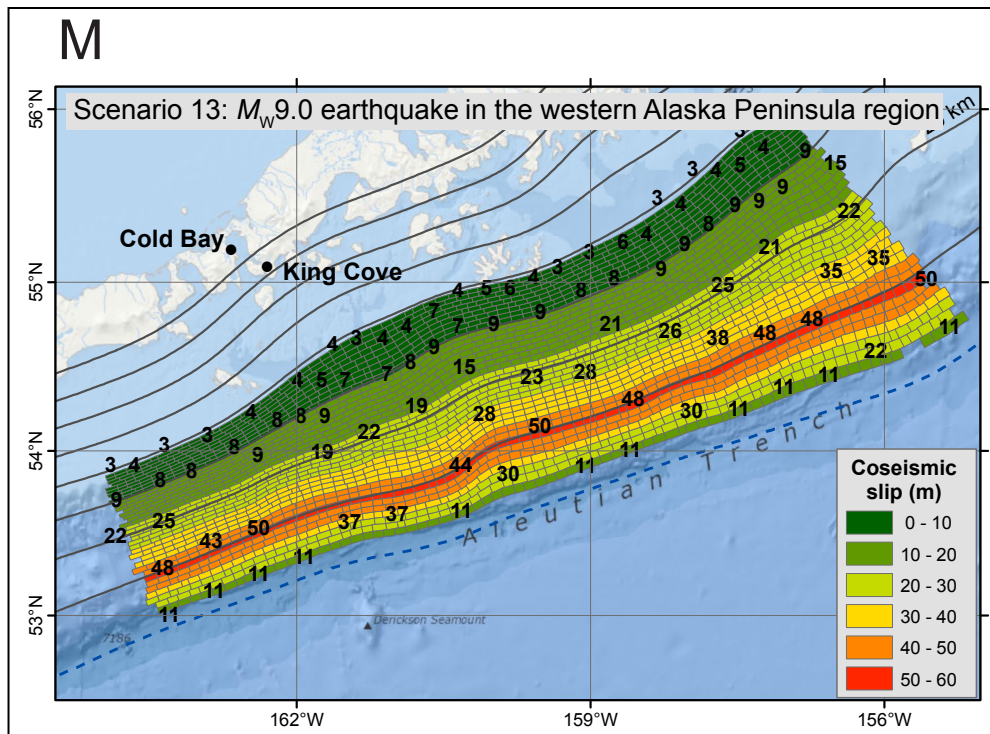 M
Scenario 13: MW9.0 earthquake in the western Alaska Peninsula region
56°N
55°N
54°N
53°N
km
Cold Bay
King Cove
3 4 5 4 9 15
3 4 9 9 9 22
3 6 4 8 9 21 35 35 50
4 5 6 4 3 8 8 9 25 11
4 3 4 7 7 9 9 21 26 38 48 48 22
4 5 7 7 8 9 15 23 28 48 30 11 11 11
3 3 4 8 8 9 19 28 50 11
3 4 8 8 8 9 19 22 44 30 11
9 25 50 37 37 11
22 43 11
48 11 11
11
Aleutian Trench
Derickson Seamount
7186
Coseismic
slip (m)
0 - 10
10 - 20
20 - 30
30 - 40
40 - 50
50 - 60
162°W
159°W
156°W